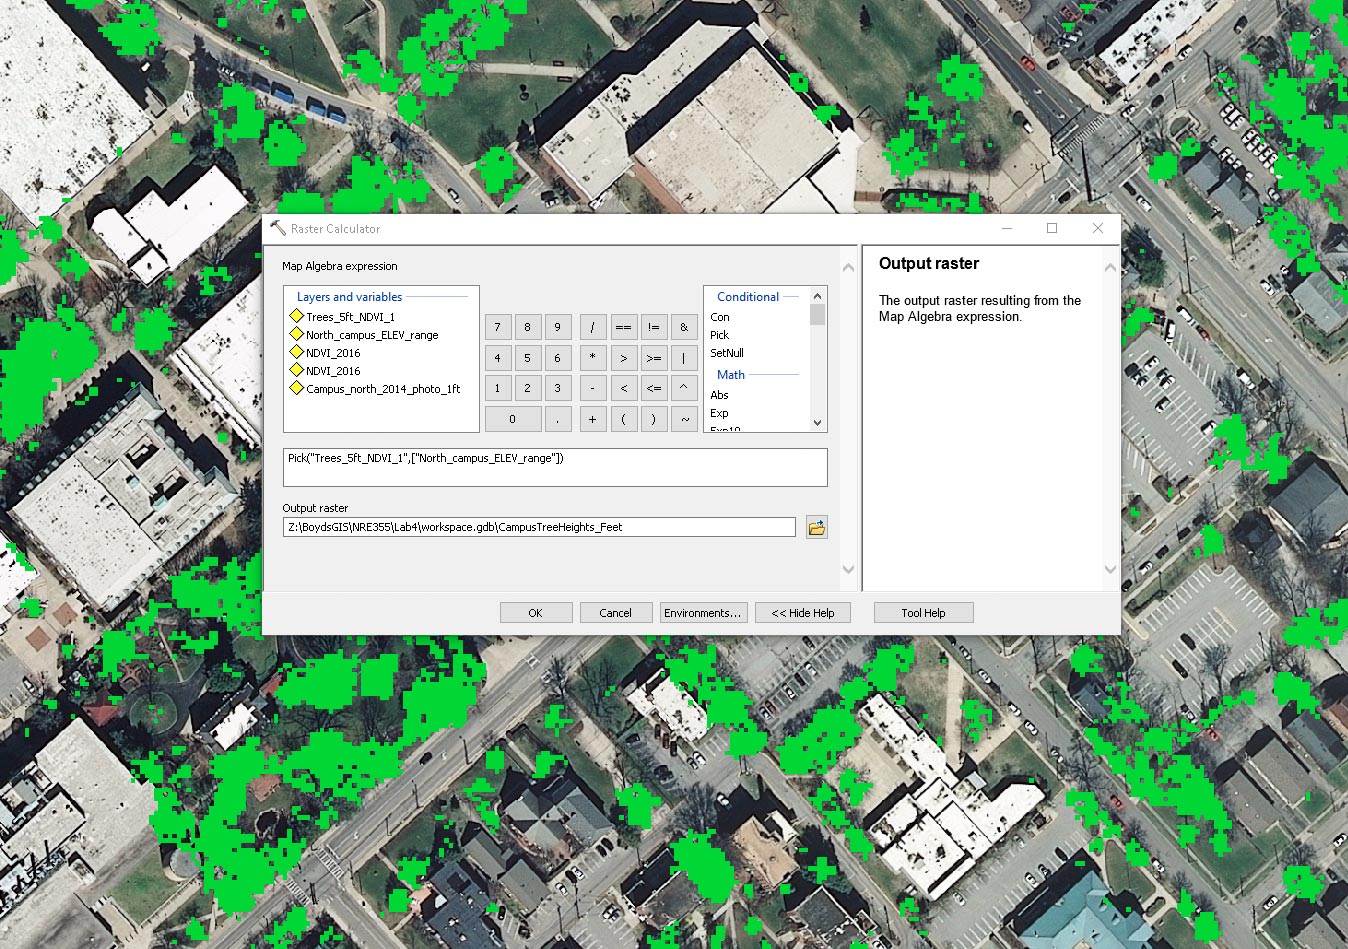 Raster Calculator
Map Algebra expression
Layers and variables
Trees_5ft_NDVI_1
North_campus_ELEV_range
NDVI_2016
NDVI_2016
Campus_north_2014_photo_1ft
7 8 9 / == != &
4 5 6 * > >= |
1 2 3 - < <= ^
0 . + ( ) ~
Conditional
Con
Pick
SetNull
Math
Abs
Exp
Exp10
Pick("Trees_5ft_NDVI_1",["North_campus_ELEV_range"])
Output raster
Z:\BoydsGIS\NRE355\Lab4\workspace.gdb\CampusTreeHeights_Feet
OK
Cancel
Environments...
<< Hide Help
Tool Help
Output raster
The output raster resulting from the
Map Algebra expression.